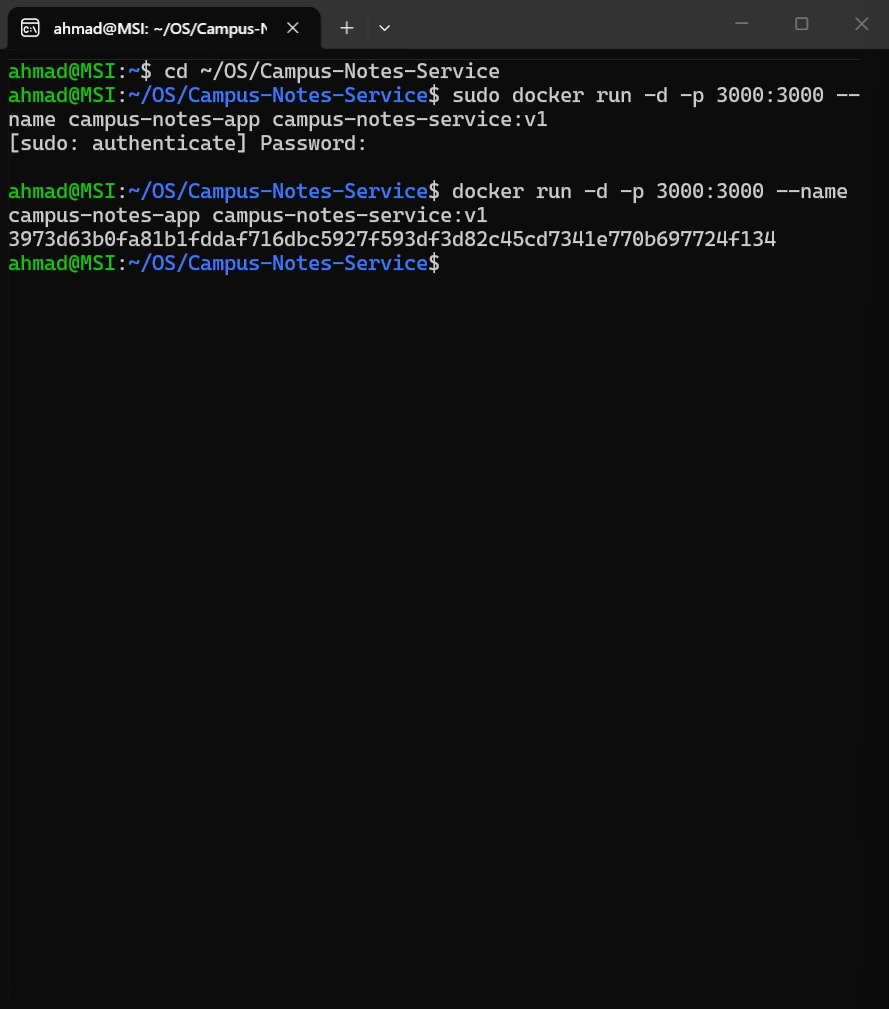 ahmad@MSI: ~/OS/Campus-N
ahmad@MSI:~$ cd ~/OS/Campus-Notes-Service
ahmad@MSI:~/OS/Campus-Notes-Service$ sudo docker run -d -p 3000:3000 --
name campus-notes-app campus-notes-service:v1
[sudo: authenticate] Password:
ahmad@MSI:~/OS/Campus-Notes-Service$ docker run -d -p 3000:3000 --name
campus-notes-app campus-notes-service:v1
3973d63b0fa81b1fddaf716dbc5927f593df3d82c45cd7341e770b697724f134
ahmad@MSI:~/OS/Campus-Notes-Service$